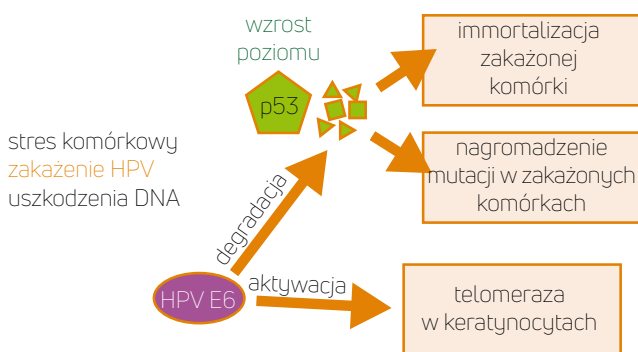 wzrost
poziomu
p53
immortalizacja
zakażonej
komórki
stres komórkowy
zakażenie HPV
uszkodzenia DNA
nagromadzenie
mutacji w zakażonych
komórkach
degradacja
HPV E6
aktywacja
telomeraza
w keratynocytach